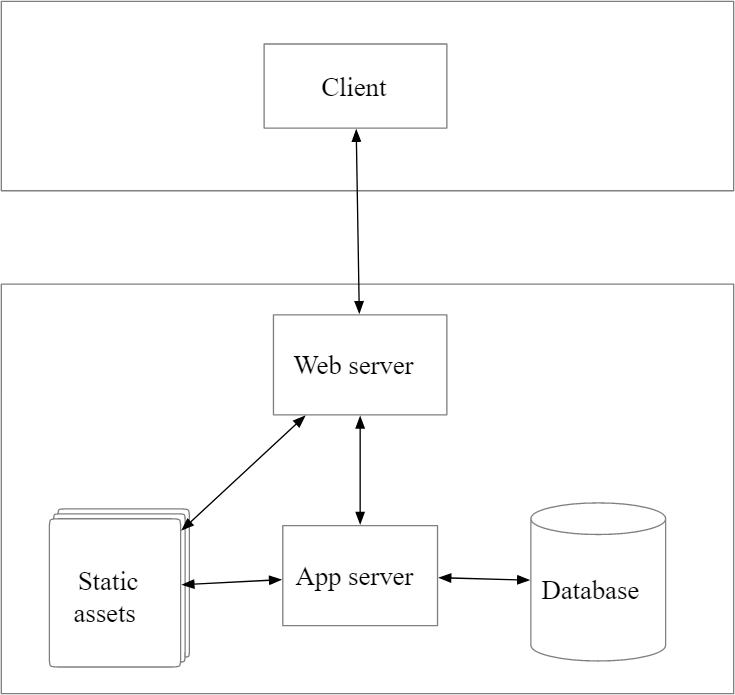 Client
Web server
Static
assets
App server
Database